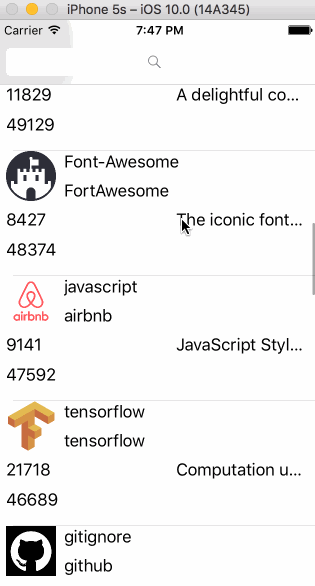 iPhone 5s – iOS 10.0 (14A345)
Carrier 7:47 PM
11829 A delightful co...
49129
Font-Awesome
FortAwesome
8427 The iconic font...
48374
javascript
airbnb
airbnb
9141 JavaScript Styl...
47592
tensorflow
tensorflow
21718 Computation u...
46689
gitignore
github